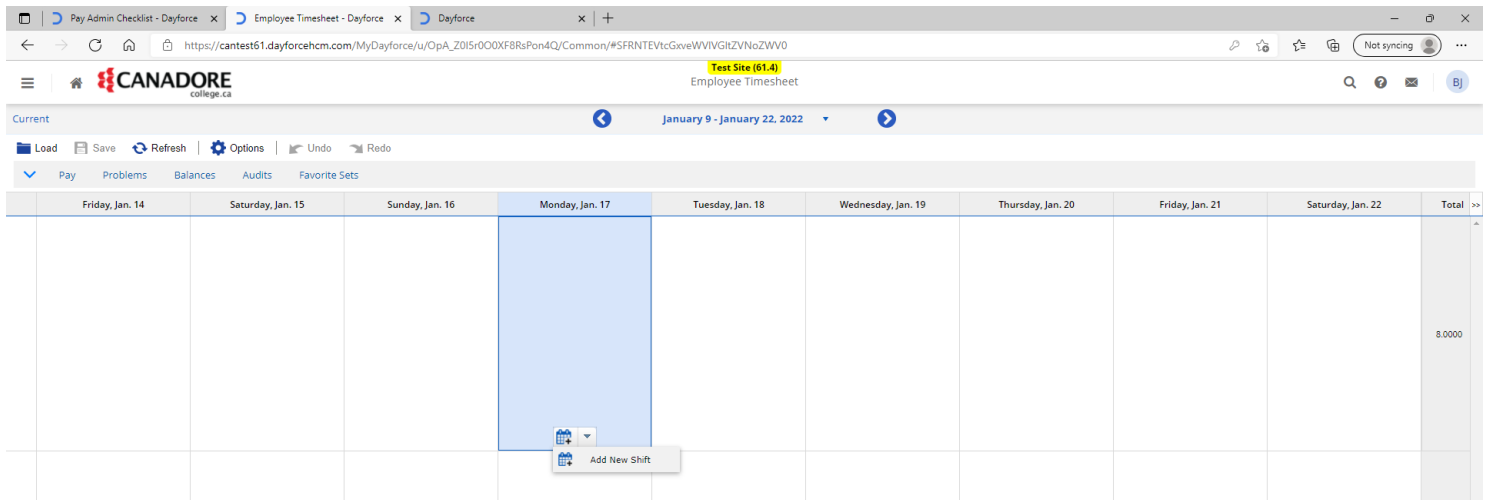 Pay Admin Checklist - Dayforce
Employee Timesheet - Dayforce
Dayforce
https://cantest61.dayforcehcm.com/MyDayforce/u/OpA_Z0I5r0O0XF8RsPon4Q/Common/#SFRNTEVtcGxveWVlVGltZVNoZWV0
Not syncing
CANADORE
college.ca
Test Site (61.4)
Employee Timesheet
BJ
Current
January 9 - January 22, 2022
Load Save Refresh Options Undo Redo
Pay Problems Balances Audits Favorite Sets
Friday, Jan. 14 Saturday, Jan. 15 Sunday, Jan. 16 Monday, Jan. 17 Tuesday, Jan. 18 Wednesday, Jan. 19 Thursday, Jan. 20 Friday, Jan. 21 Saturday, Jan. 22 Total >>
8.0000
Add New Shift